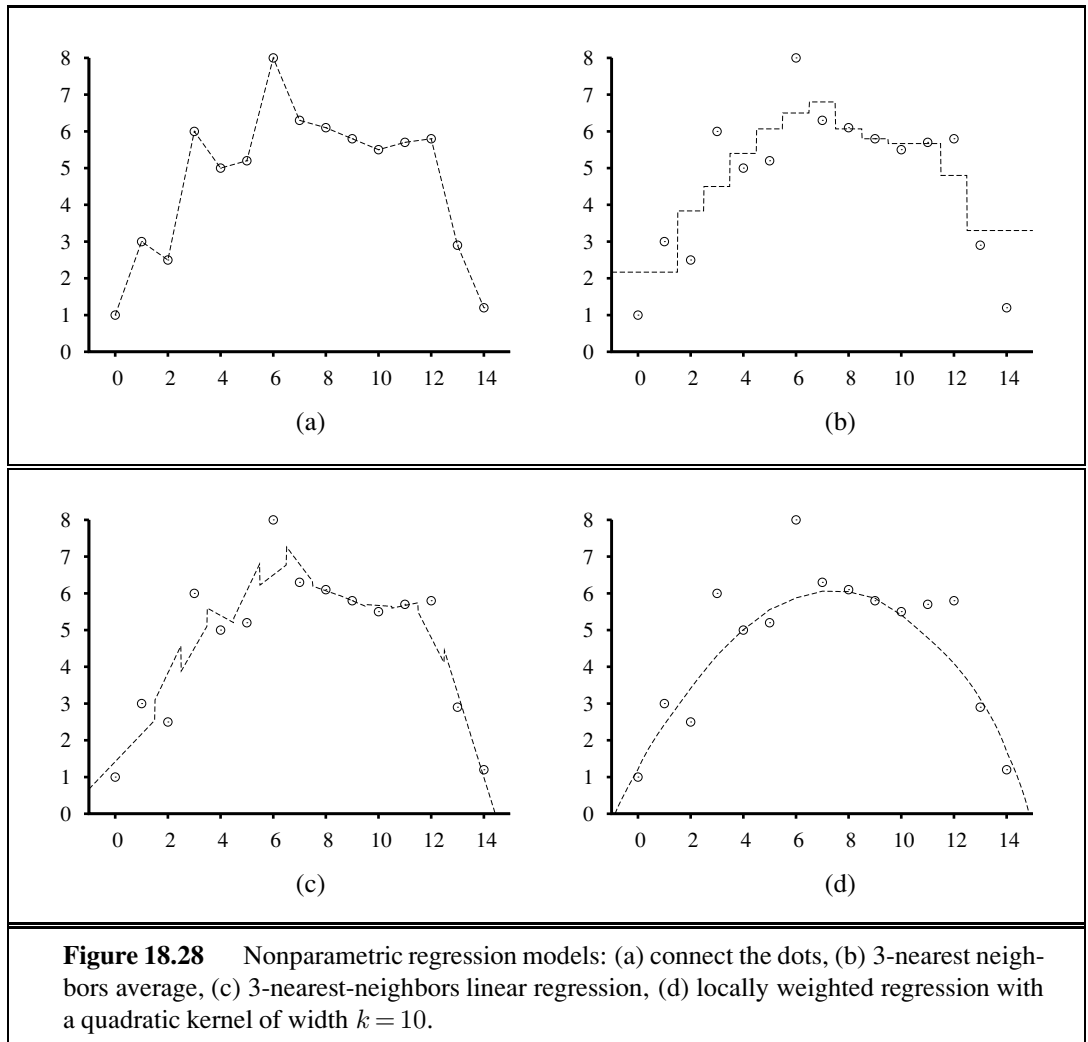 8 8
7 7
6 6
5 5
4 4
3 3
2 2
1 1
0 0
0 2 4 6 8 10 12 14 0 2 4 6 8 10 12 14
(a) (b)
8 8
7 7
6 6
5 5
4 4
3 3
2 2
1 1
0 0
0 2 4 6 8 10 12 14 0 2 4 6 8 10 12 14
(c) (d)
Figure 18.28 Nonparametric regression models: (a) connect the dots, (b) 3-nearest neigh-
bors average, (c) 3-nearest-neighbors linear regression, (d) locally weighted regression with
a quadratic kernel of width k = 10.